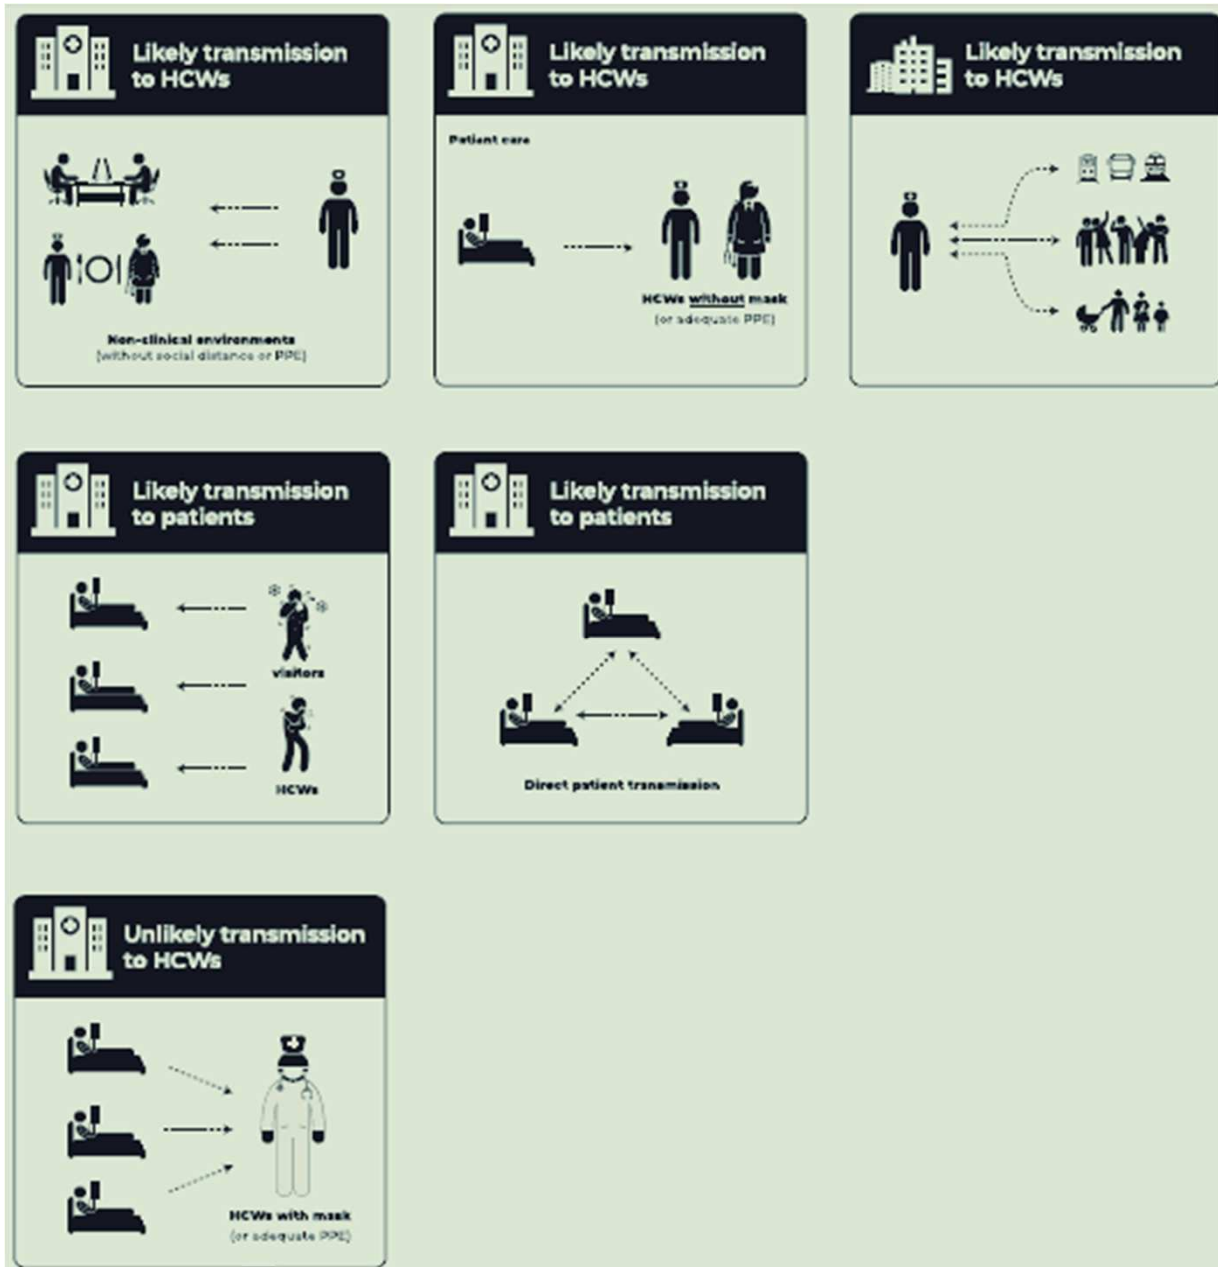 Likely transmission
to HCWs
Non-clinical environments
(without social distance or PPE)
Likely transmission
to HCWs
Patient care
HCWs without mask
(or adequate PPE)
Likely transmission
to HCWs
Likely transmission
to patients
visitors
HCWs
Likely transmission
to patients
Direct patient transmission
Unlikely transmission
to HCWs
HCWs with mask
(or adequate PPE)